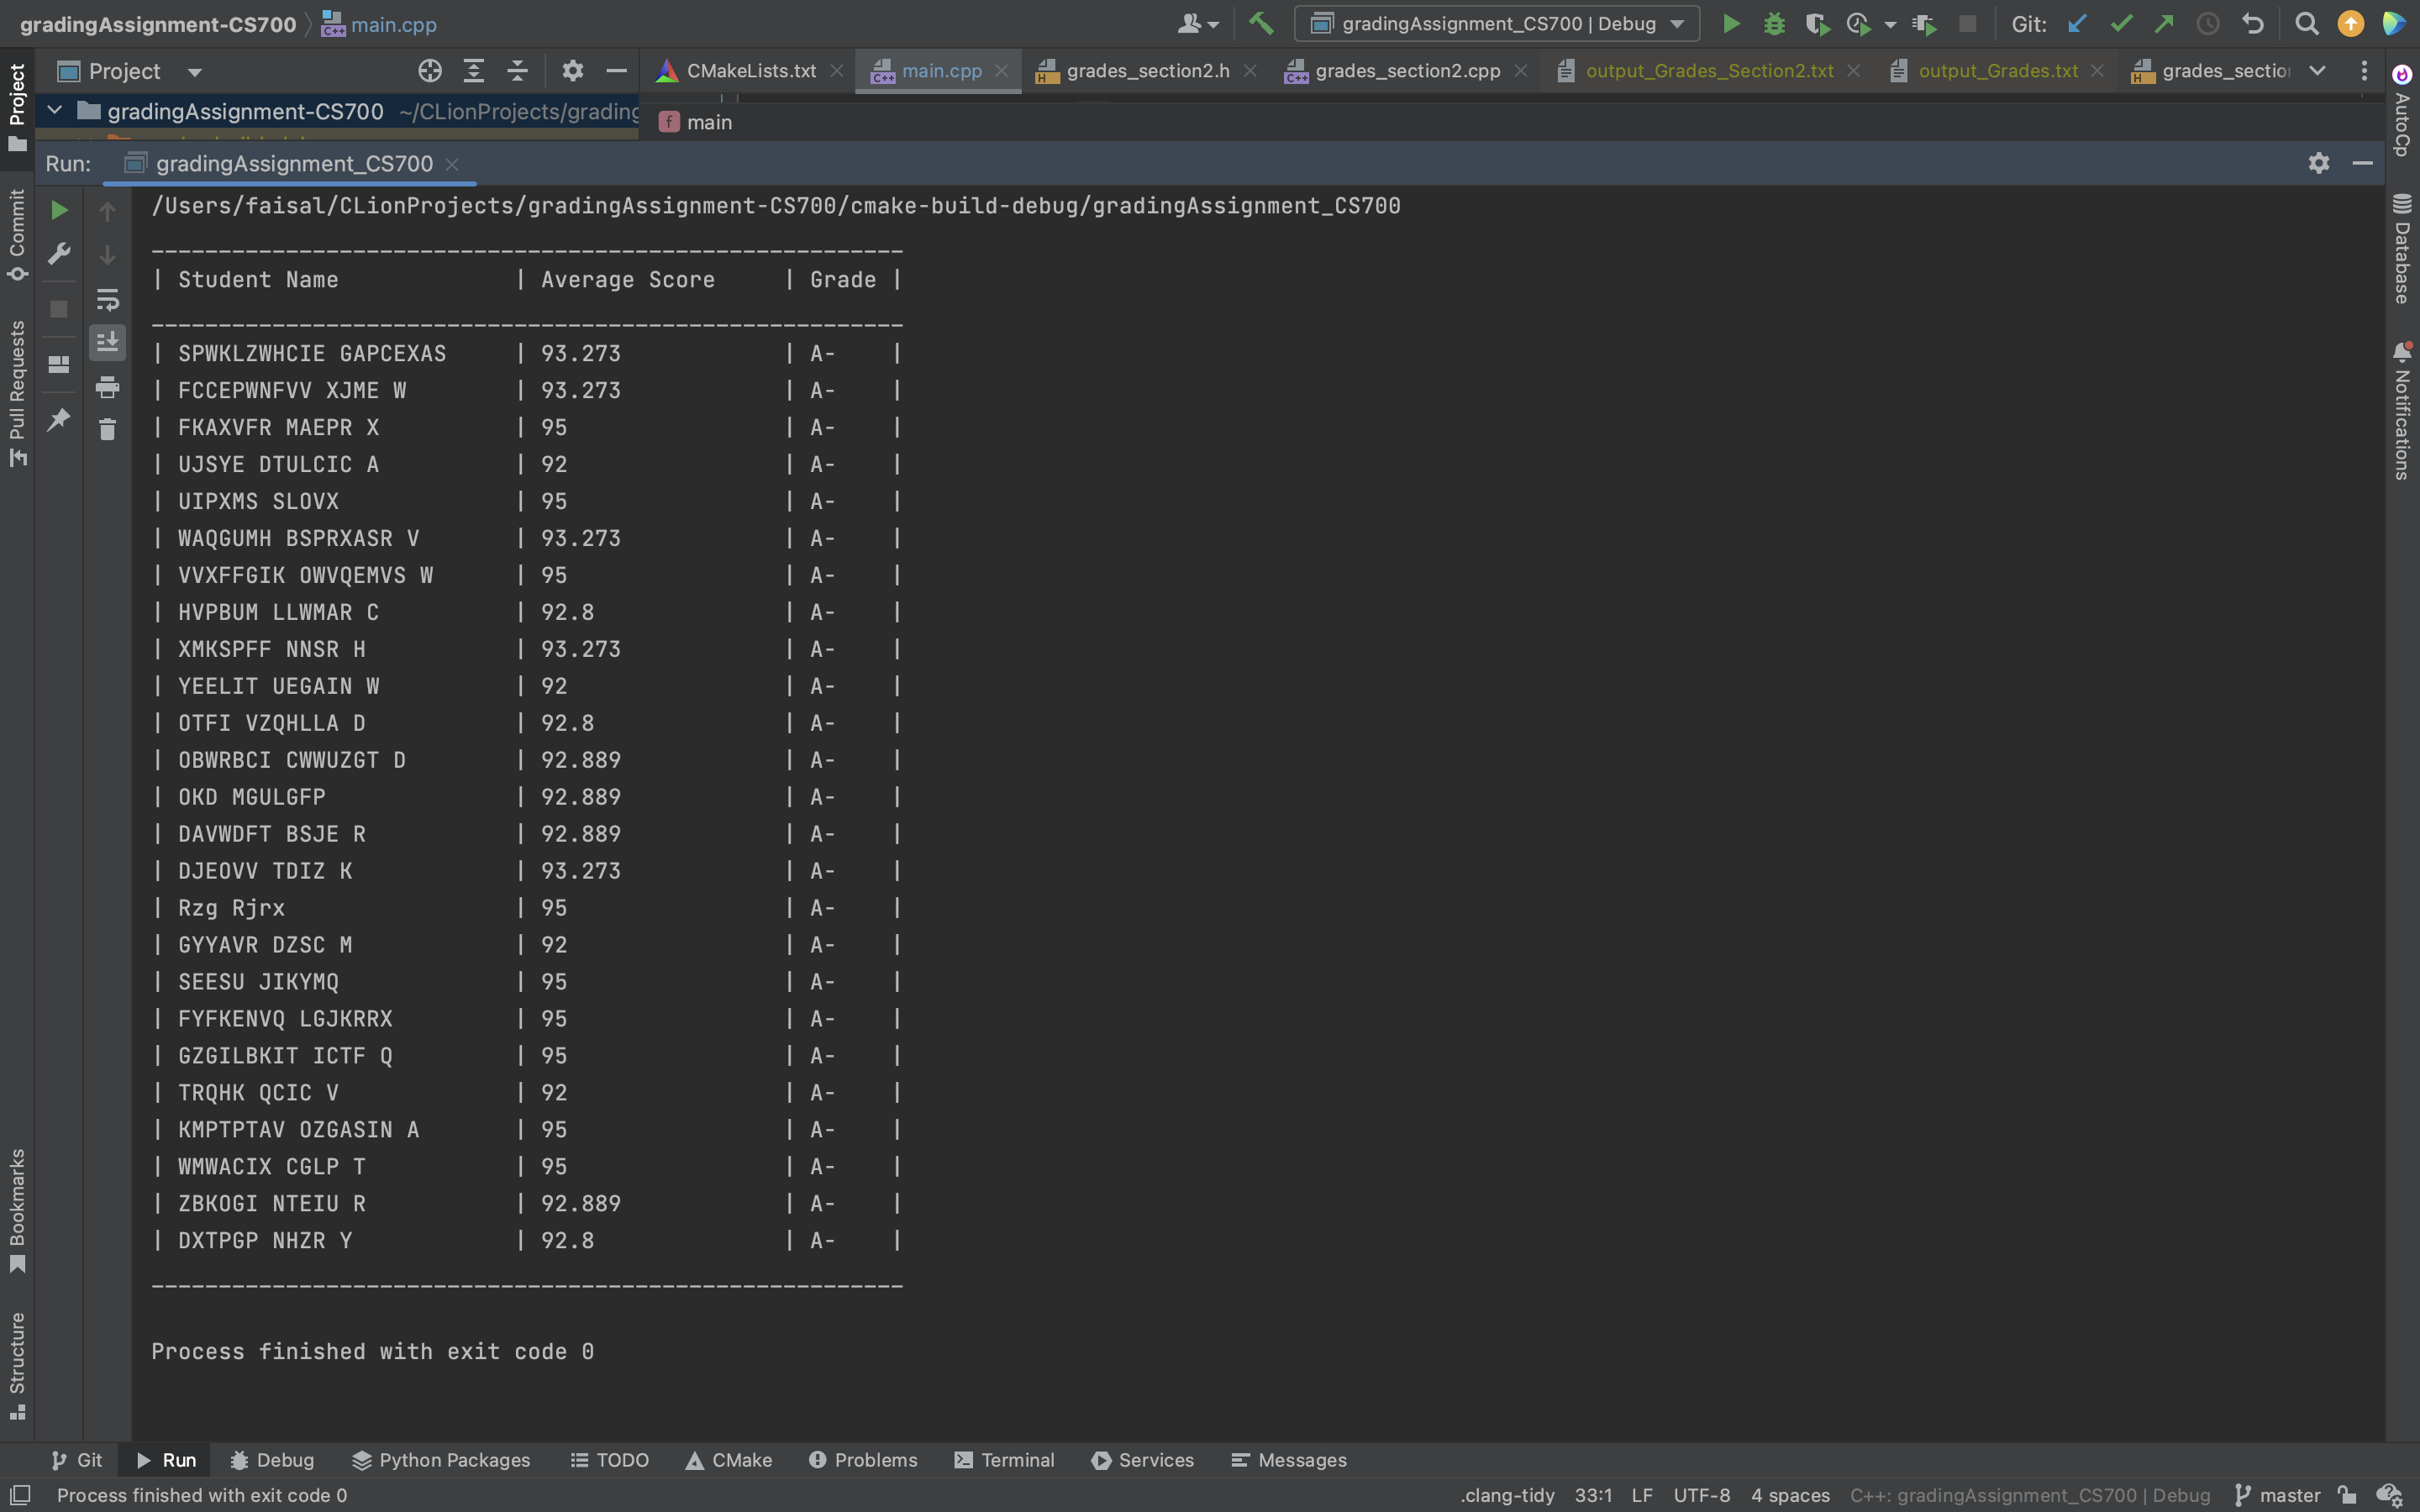 gradingAssignment-CS700 main.cpp gradingAssignment_CS700 | Debug Git:
Project CMakeLists.txt main.cpp grades_section2.h grades_section2.cpp output_Grades_Section2.txt output_Grades.txt grades_sectio
gradingAssignment-CS700 ~/CLionProjects/grading
main
Run: gradingAssignment_CS700
/Users/faisal/CLionProjects/gradingAssignment-CS700/cmake-build-debug/gradingAssignment_CS700
--------------------------------------------------------
| Student Name | Average Score | Grade |
--------------------------------------------------------
| SPWKLZWHCIE GAPCEXAS | 93.273 | A- |
| FCCEPWNFVV XJME W | 93.273 | A- |
| FKAXVFR MAEPR X | 95 | A- |
| UJSYE DTULCIC A | 92 | A- |
| UIPXMS SLOVX | 95 | A- |
| WAQGUMH BSPRXASR V | 93.273 | A- |
| VVXFFGIK OWVQEMVS W | 95 | A- |
| HVPBUM LLWMAR C | 92.8 | A- |
| XMKSPFF NNSR H | 93.273 | A- |
| YEELIT UEGAIN W | 92 | A- |
| OTFI VZQHLLA D | 92.8 | A- |
| OBWRBCI CWWUZGT D | 92.889 | A- |
| OKD MGULGFP | 92.889 | A- |
| DAVWDFT BSJE R | 92.889 | A- |
| DJEOVV TDIZ K | 93.273 | A- |
| Rzg Rjrx | 95 | A- |
| GYYAVR DZSC M | 92 | A- |
| SEESU JIKYMQ | 95 | A- |
| FYFKENVQ LGJKRRX | 95 | A- |
| GZGILBKIT ICTF Q | 95 | A- |
| TRQHK QCIC V | 92 | A- |
| KMPTPTAV OZGASIN A | 95 | A- |
| WMWACIX CGLP T | 95 | A- |
| ZBKOGI NTEIU R | 92.889 | A- |
| DXTPGP NHZR Y | 92.8 | A- |
--------------------------------------------------------
Process finished with exit code 0
Project
Commit
Pull Requests
Bookmarks
Structure
AutoCp
Database
Notifications
Git Run Debug Python Packages TODO CMake Problems Terminal Services Messages
Process finished with exit code 0 .clang-tidy 33:1 LF UTF-8 4 spaces C++: gradingAssignment_CS700 | Debug master